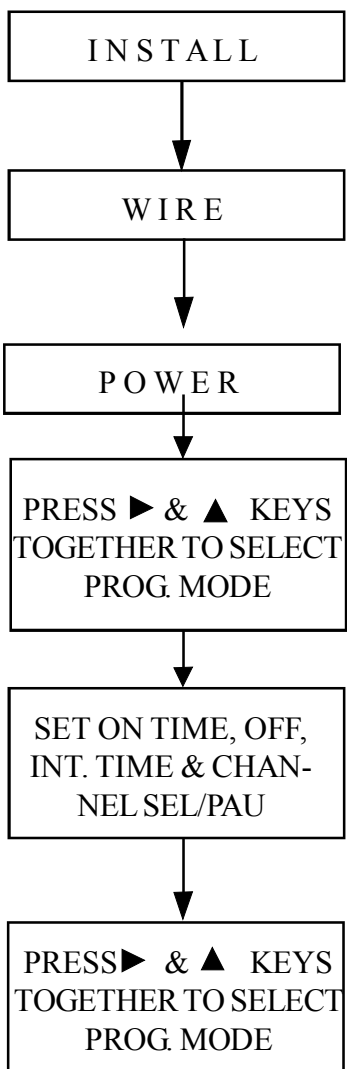 INSTALL
WIRE
POWER
PRESS ► & ▲ KEYS
TOGETHER TO SELECT
PROG. MODE
SET ON TIME, OFF,
INT. TIME & CHAN-
NEL SEL/PAU
PRESS► & ▲ KEYS
TOGETHER TO SELECT
PROG. MODE